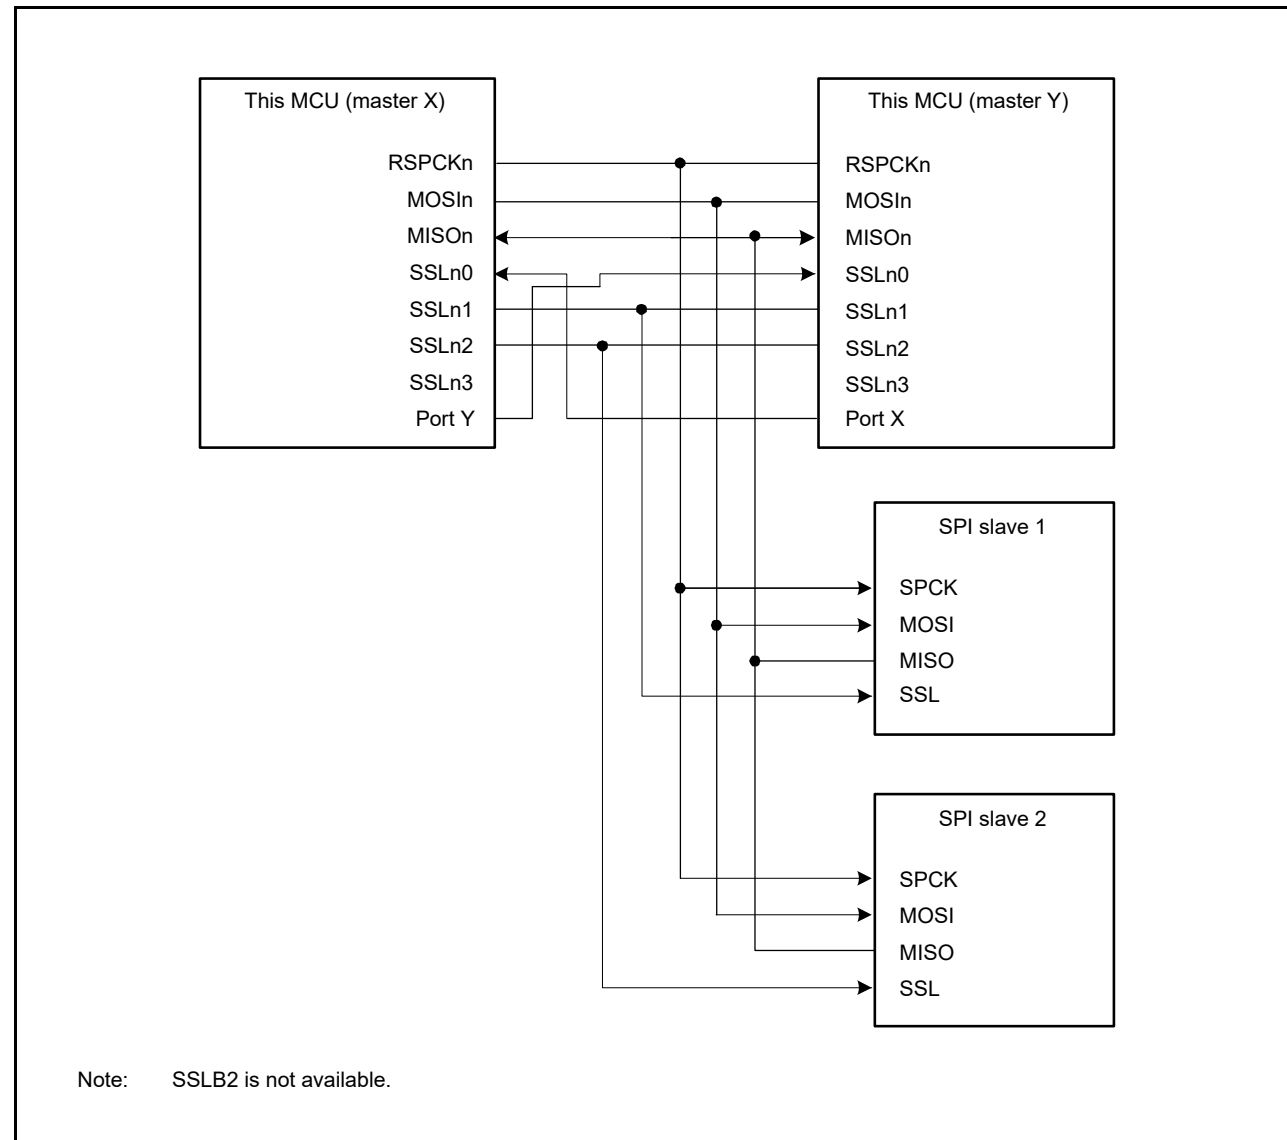 This MCU (master X)
RSPCKn
MOSIn
MISOn
SSLn0
SSLn1
SSLn2
SSLn3
Port Y
This MCU (master Y)
RSPCKn
MOSIn
MISOn
SSLn0
SSLn1
SSLn2
SSLn3
Port X
SPI slave 1
SPCK
MOSI
MISO
SSL
SPI slave 2
SPCK
MOSI
MISO
SSL
Note: SSLB2 is not available.